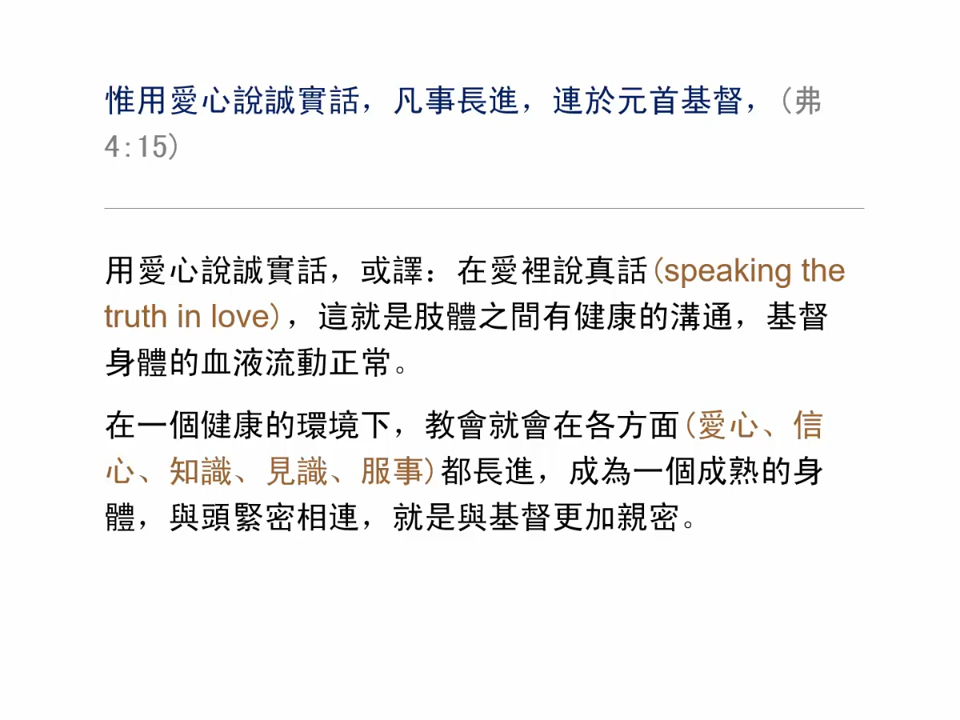 惟用愛心說誠實話，凡事長進，連於元首基督，(弗
4:15)
用愛心說誠實話，或譯：在愛裡說真話(speaking the
truth in love)，這就是肢體之間有健康的溝通，基督
身體的血液流動正常。
在一個健康的環境下，教會就會在各方面(愛心、信
心、知識、見識、服事)都長進，成為一個成熟的身
體，與頭緊密相連，就是與基督更加親密。